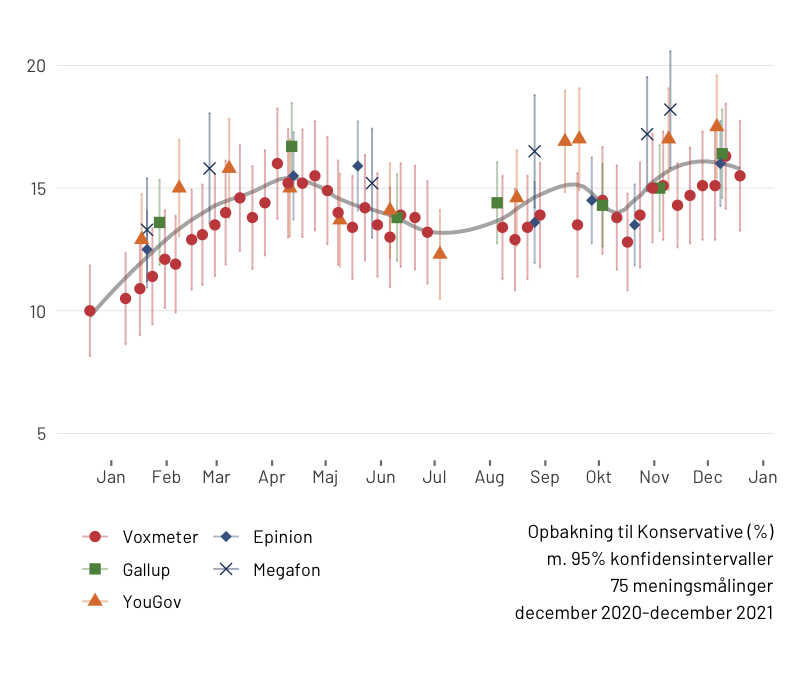 20
15
10
5
Jan Feb Mar Apr Maj Jun Jul Aug Sep Okt Nov Dec Jan
Voxmeter Epinion
Gallup Megafon
YouGov
Opbakning til Konservative (%)
m. 95% konfidensintervaller
75 meningsmålinger
december 2020-december 2021